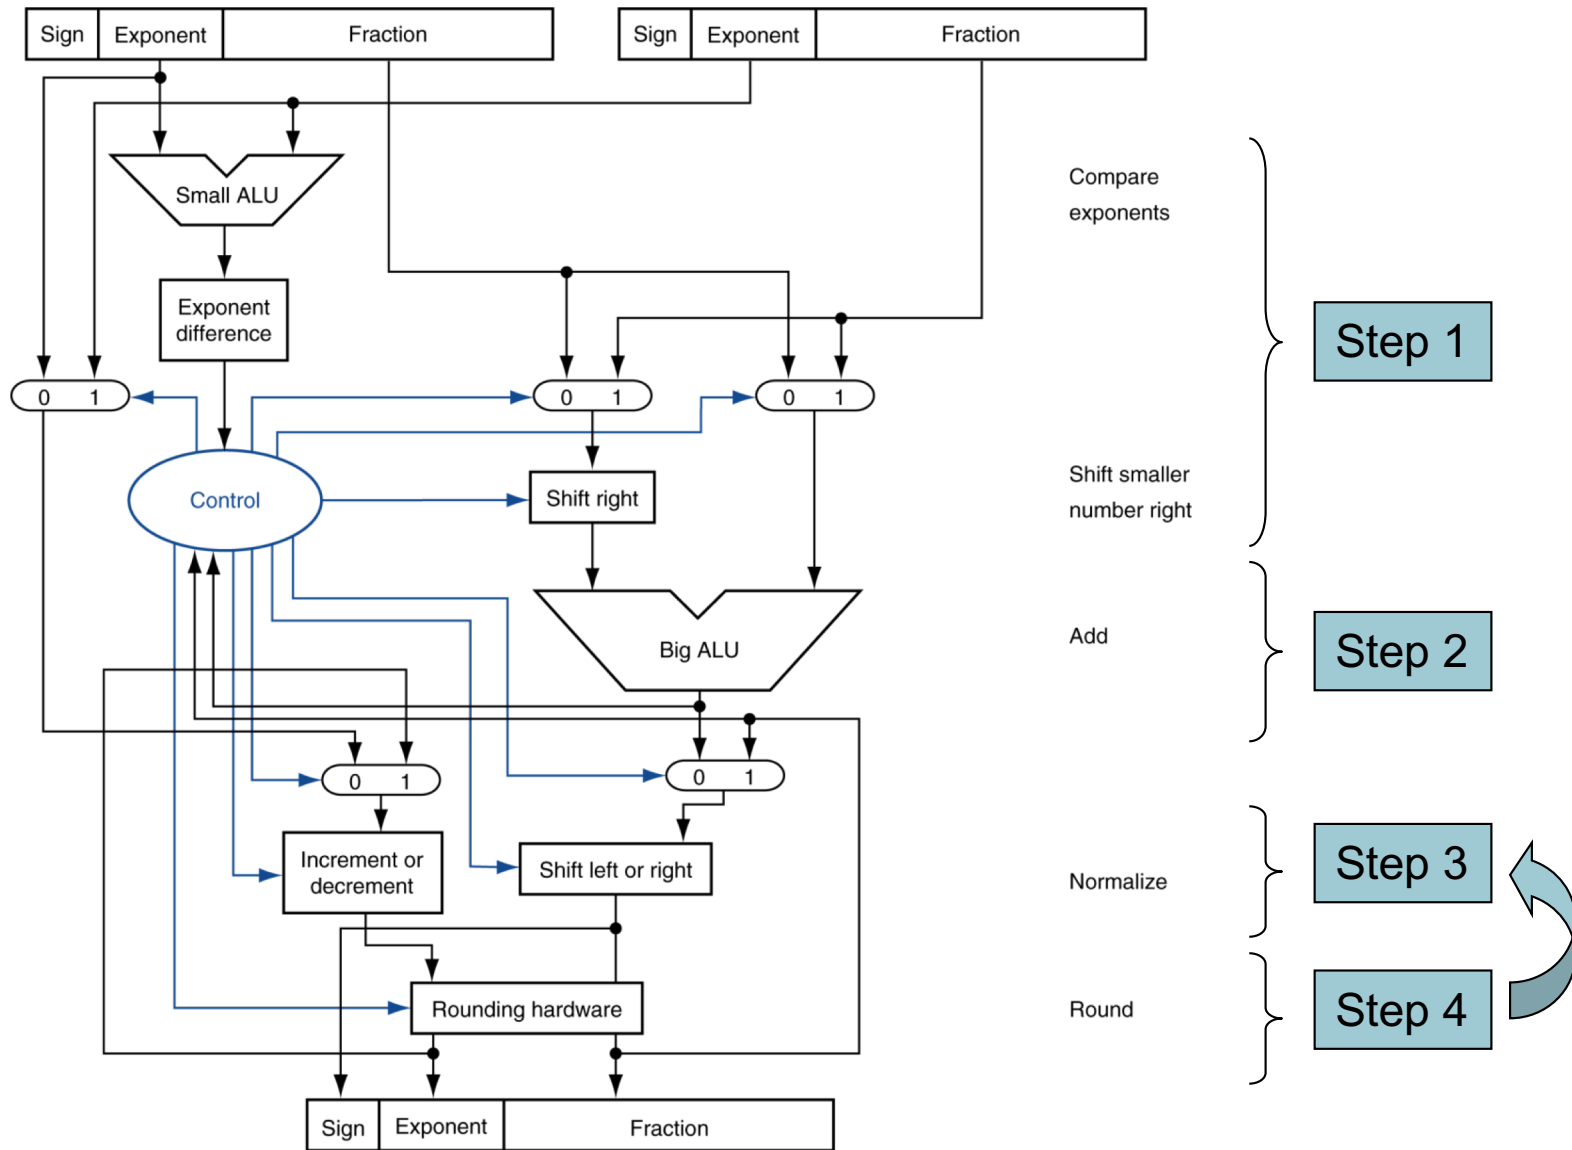 Sign Exponent Fraction
Sign Exponent Fraction
Small ALU
Compare
exponents
Exponent
difference
Step 1
0 1
0 1
0 1
Control
Shift right
Shift smaller
number right
Big ALU
Add
Step 2
0 1
0 1
Increment or
decrement
Shift left or right
Normalize
Step 3
Rounding hardware
Round
Step 4
Sign Exponent Fraction